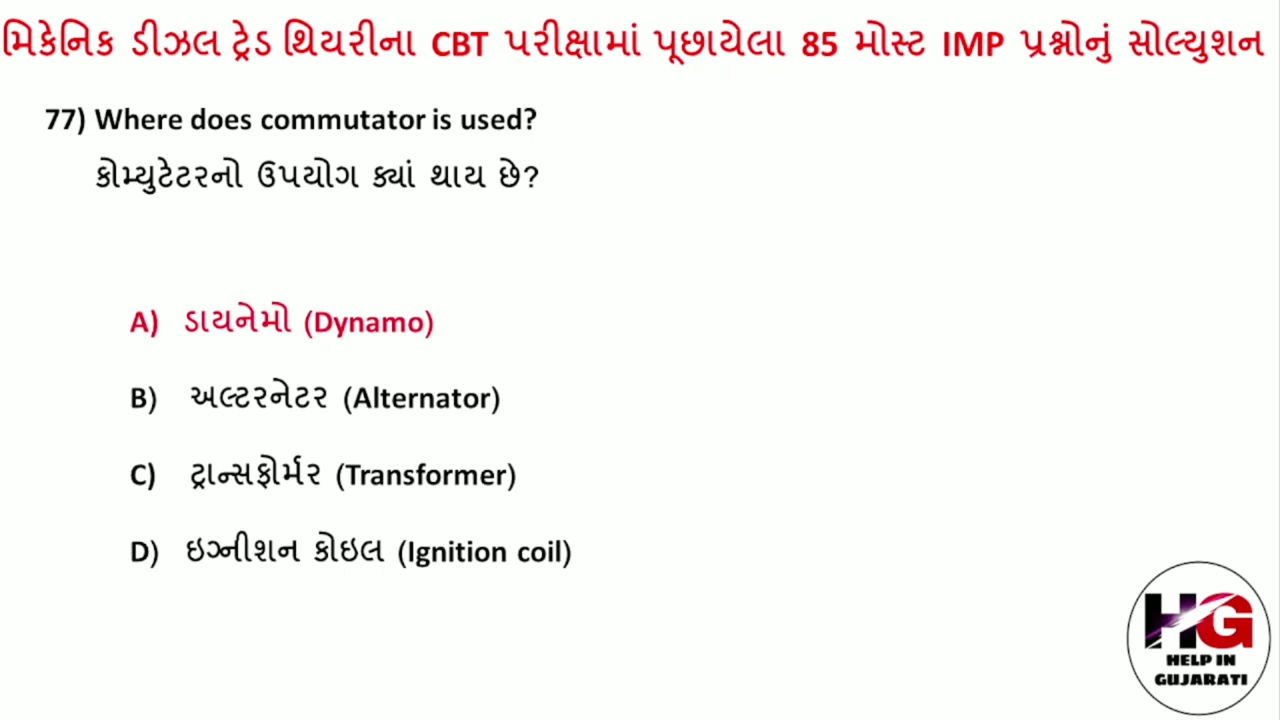 મિકેનિક ડીઝલ ટ્રેડ થિયરીના CBT પરીક્ષામાં પૂછાયેલા 85 મોસ્ટ IMP પ્રશ્નોનું સોલ્યુશન
77) Where does commutator is used?
કોમ્યુટેટરનો ઉપયોગ ક્યાં થાય છે?
A) ડાયનેમો (Dynamo)
B) અલ્ટરનેટર (Alternator)
C) ટ્રાન્સફોર્મર (Transformer)
D) ઇગ્નીશન કોઇલ (Ignition coil)
HG
HELP IN
GUJARATI